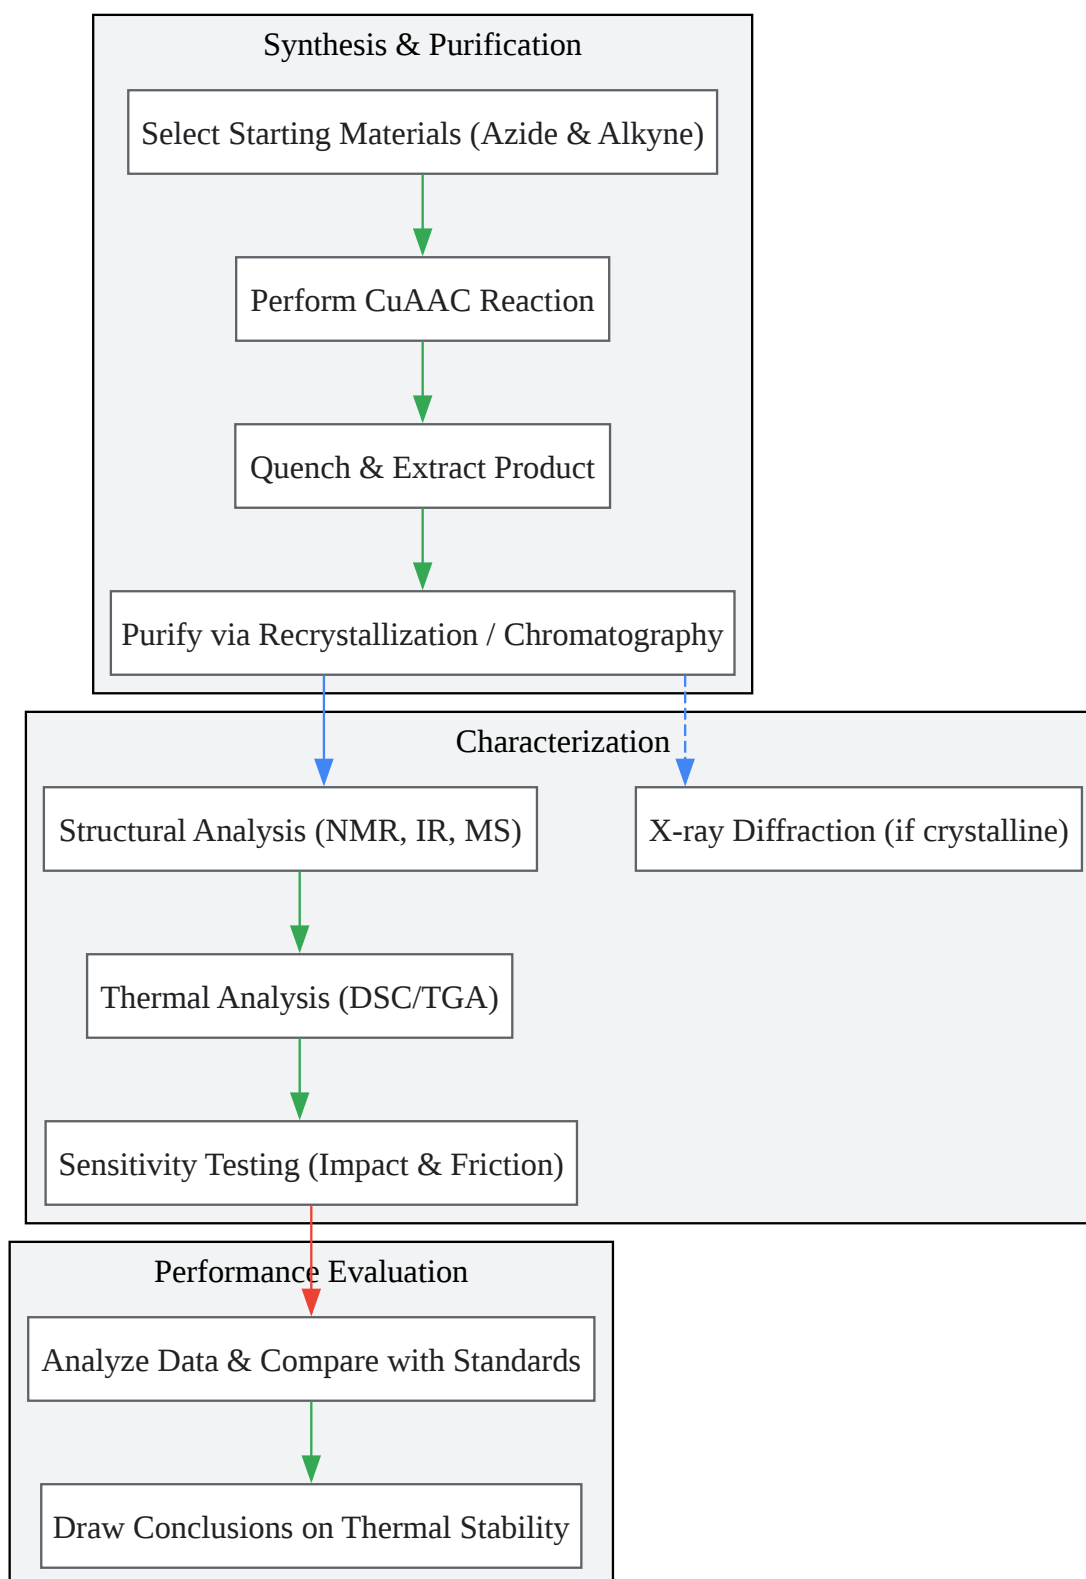 Synthesis & Purification
Select Starting Materials (Azide & Alkyne)
Perform CuAAC Reaction
Quench & Extract Product
Purify via Recrystallization / Chromatography
Characterization
Structural Analysis (NMR, IR, MS)
X-ray Diffraction (if crystalline)
Thermal Analysis (DSC/TGA)
Sensitivity Testing (Impact & Friction)
Performance Evaluation
Analyze Data & Compare with Standards
Draw Conclusions on Thermal Stability